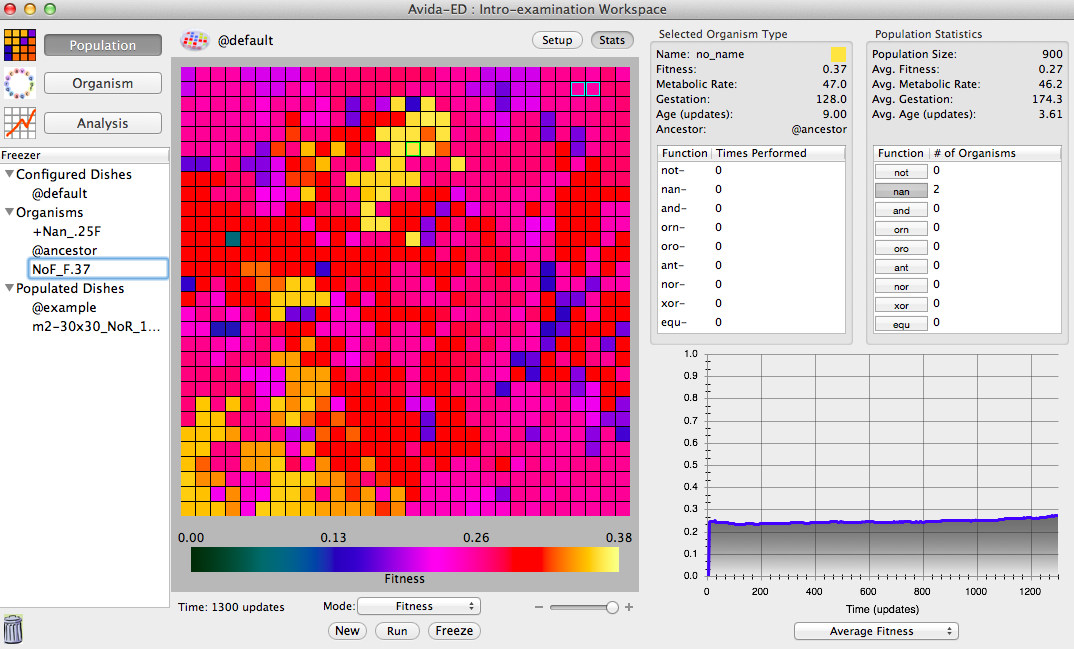 Avida-ED : Intro-examination Workspace
Population
Organism
Analysis
Freezer
Configured Dishes
@default
Organisms
+Nan_.25F
@ancestor
NoF_F.37
Populated Dishes
@example
m2-30x30_NoR_1...
@default
Setup
Stats
0.00 0.13 0.26 0.38
Fitness
Time: 1300 updates
Mode: Fitness
− +
New Run Freeze
Selected Organism Type
Name: no_name
Fitness: 0.37
Metabolic Rate: 47.0
Gestation: 128.0
Age (updates): 9.00
Ancestor: @ancestor
Function Times Performed
not- 0
nan- 0
and- 0
orn- 0
oro- 0
ant- 0
nor- 0
xor- 0
equ- 0
Population Statistics
Population Size: 900
Avg. Fitness: 0.27
Avg. Metabolic Rate: 46.2
Avg. Gestation: 174.3
Avg. Age (updates): 3.61
Function # of Organisms
not 0
nan 2
and 0
orn 0
oro 0
ant 0
nor 0
xor 0
equ 0
1.0
0.9
0.8
0.7
0.6
0.5
0.4
0.3
0.2
0.1
0.0
0 200 400 600 800 1000 1200
Time (updates)
Average Fitness